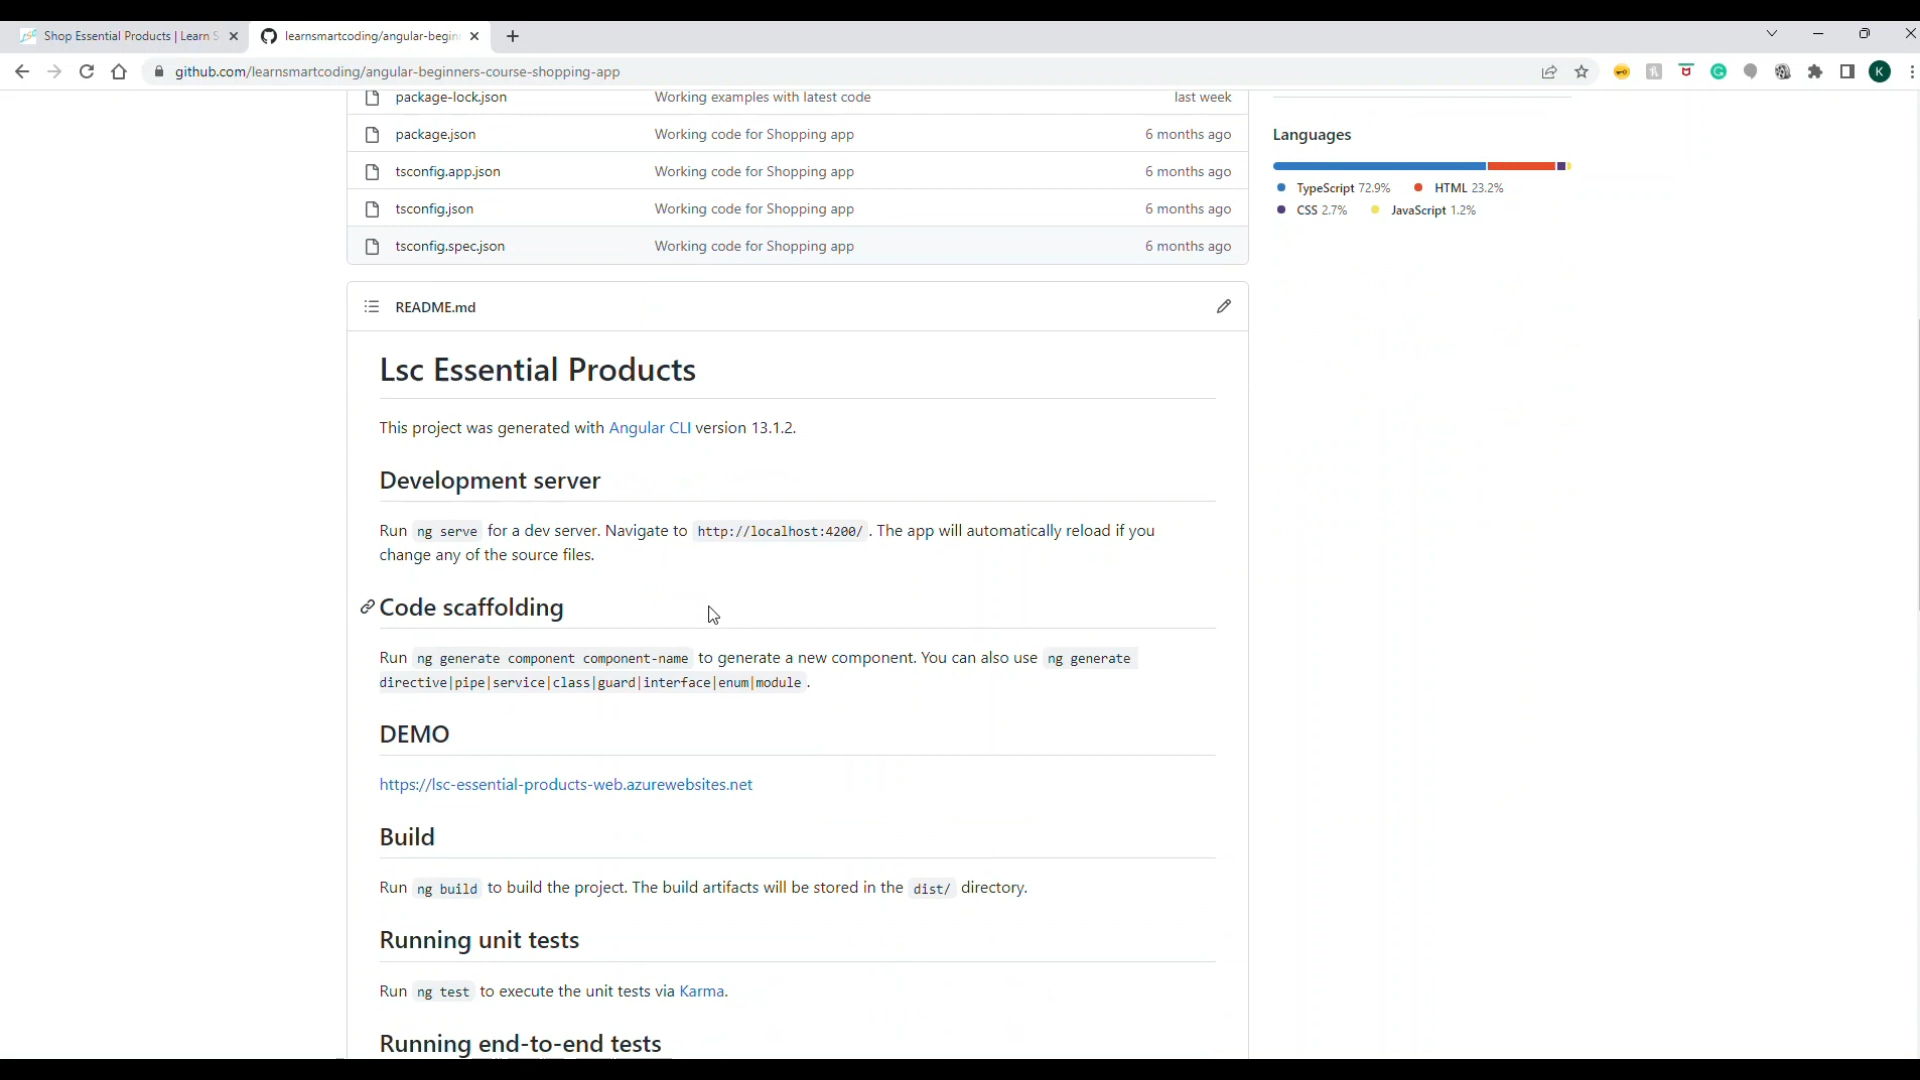 Shop Essential Products | Learn S
learnsmartcoding/angular-begin
github.com/learnsmartcoding/angular-beginners-course-shopping-app
K
package-lock.json Working examples with latest code last week
package.json Working code for Shopping app 6 months ago
tsconfig.app.json Working code for Shopping app 6 months ago
tsconfig.json Working code for Shopping app 6 months ago
tsconfig.spec.json Working code for Shopping app 6 months ago
Languages
TypeScript 72.9% HTML 23.2%
CSS 2.7% JavaScript 1.2%
README.md
Lsc Essential Products
This project was generated with Angular CLI version 13.1.2.
Development server
Run ng serve for a dev server. Navigate to http://localhost:4200/ . The app will automatically reload if you
change any of the source files.
Code scaffolding
Run ng generate component component-name to generate a new component. You can also use ng generate
directive|pipe|service|class|guard|interface|enum|module .
DEMO
https://lsc-essential-products-web.azurewebsites.net
Build
Run ng build to build the project. The build artifacts will be stored in the dist/ directory.
Running unit tests
Run ng test to execute the unit tests via Karma.
Running end-to-end tests